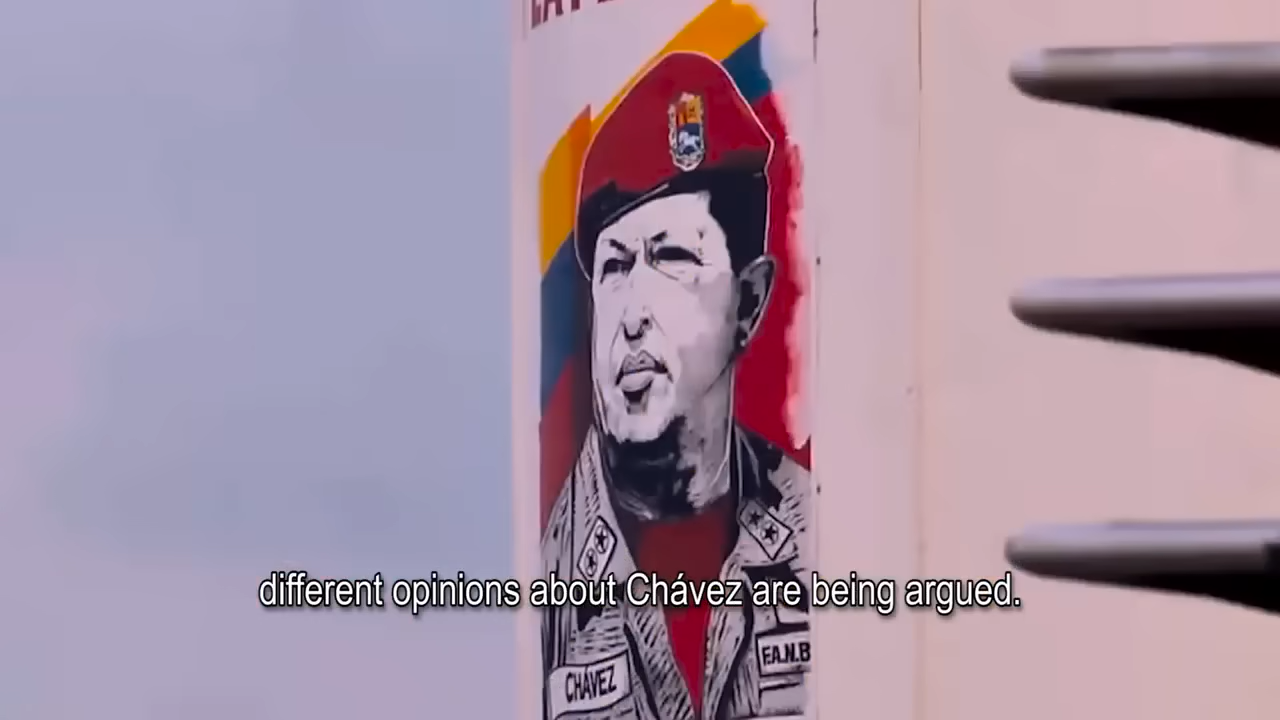 different opinions about Chávez are being argued.
F.A.N.B
CHÁVEZ